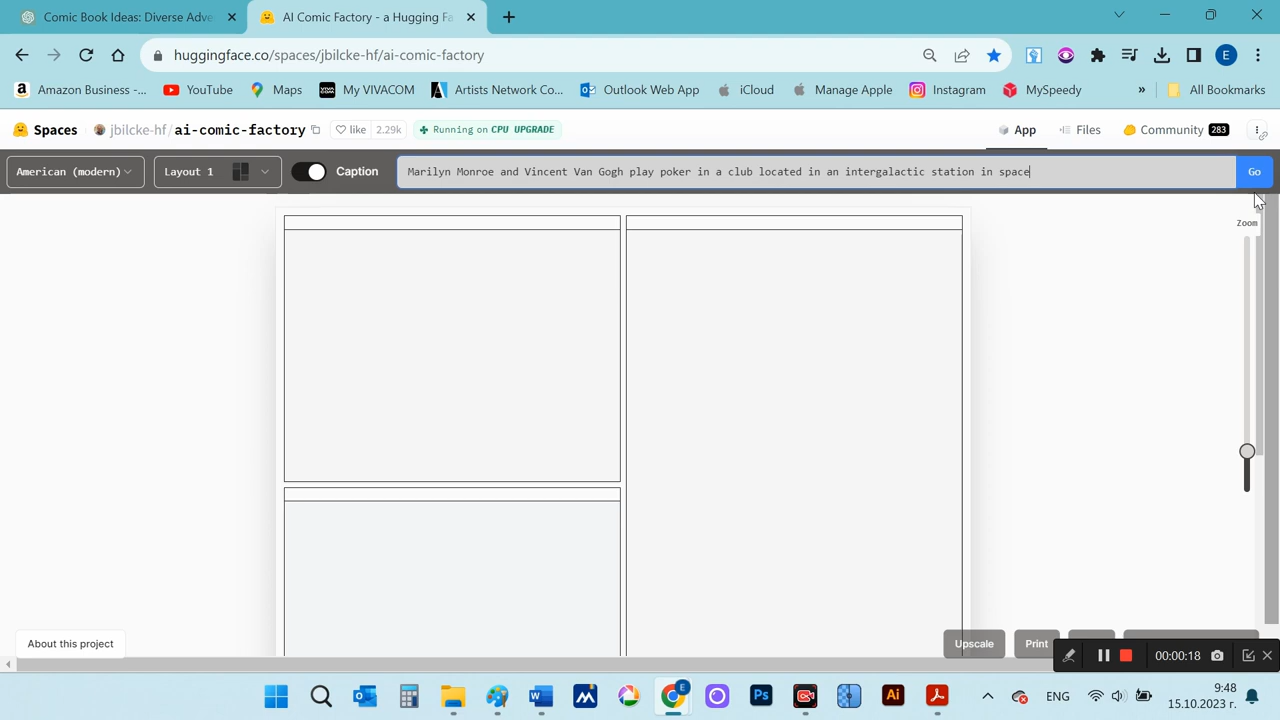 Comic Book Ideas: Diverse Adve
AI Comic Factory - a Hugging Fa
huggingface.co/spaces/jbilcke-hf/ai-comic-factory
E
Amazon Business -...
YouTube
Maps
My VIVACOM
Artists Network Co...
Outlook Web App
iCloud
Manage Apple
Instagram
MySpeedy
»
All Bookmarks
Spaces
jbilcke-hf/ai-comic-factory
like 2.29k
Running on CPU UPGRADE
App
Files
Community 283
American (modern)
Layout 1
Caption
Marilyn Monroe and Vincent Van Gogh play poker in a club located in an intergalactic station in space
Go
Zoom
About this project
Upscale
Print
00:00:18
ENG
9:48
15.10.2023 г.